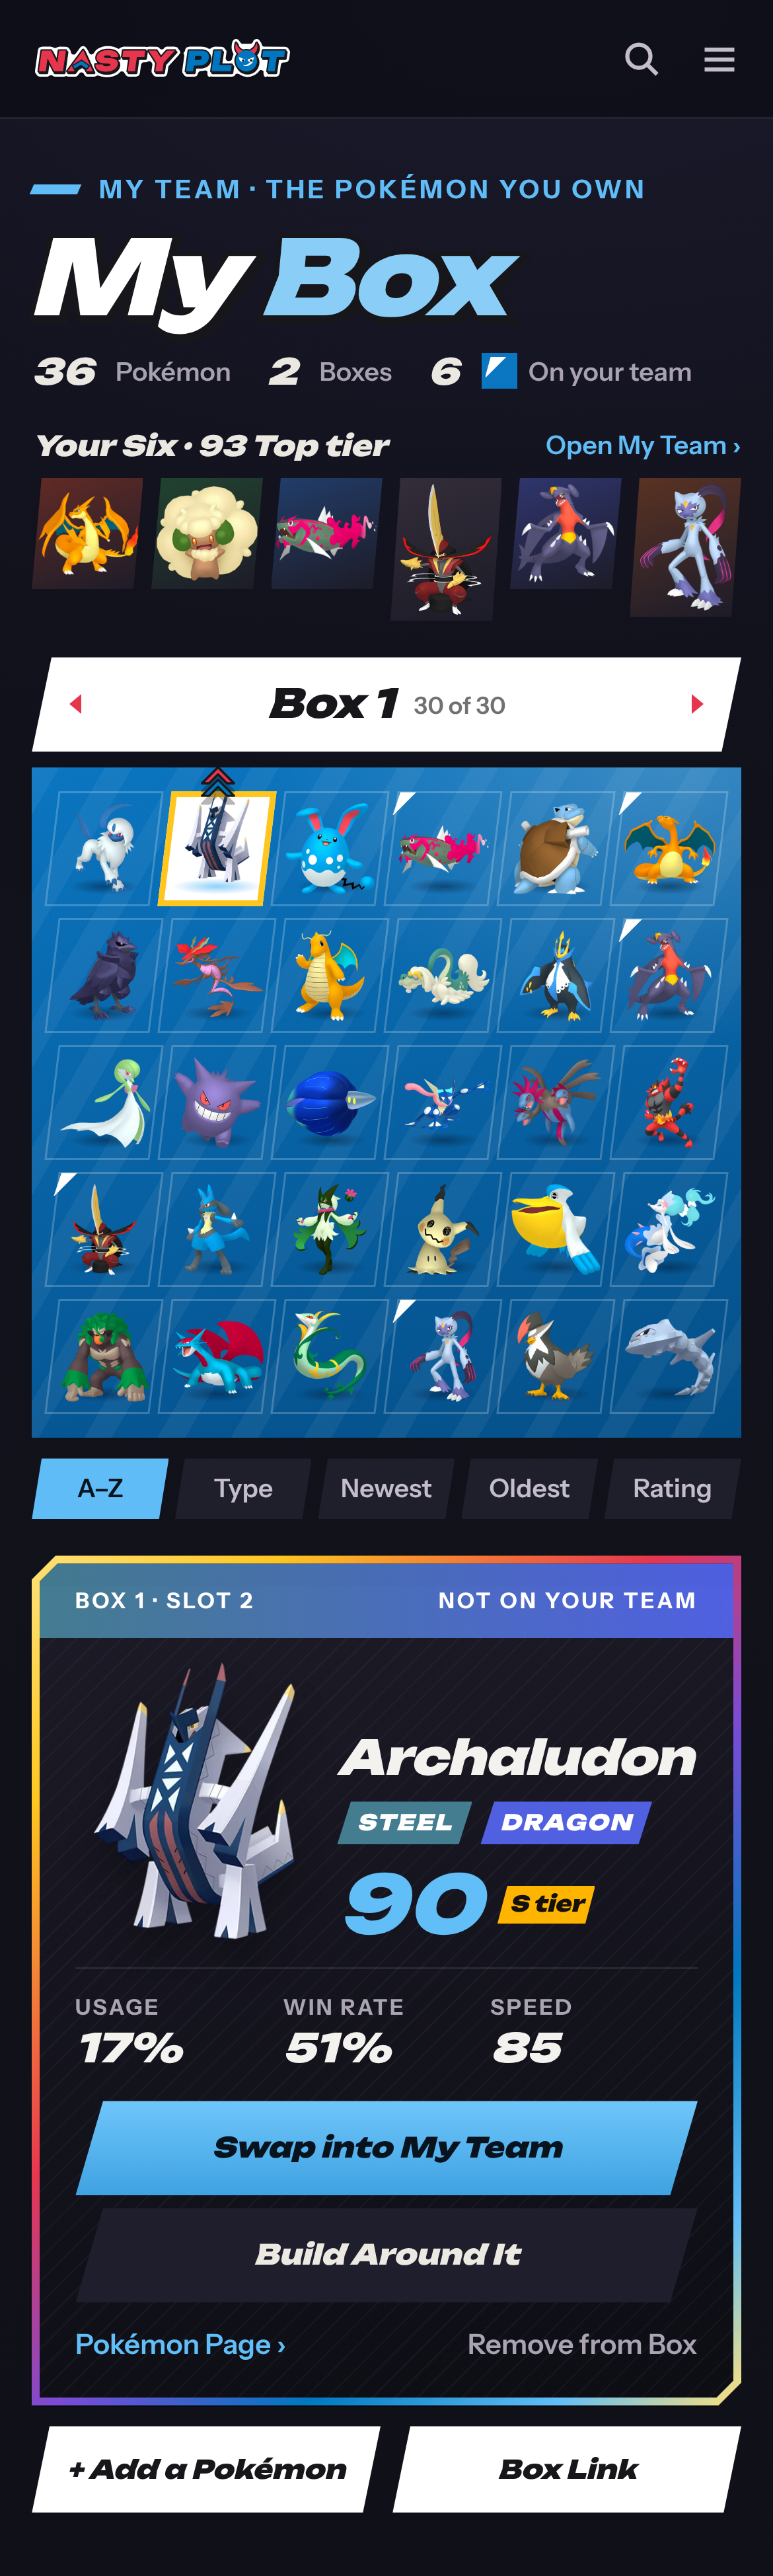 NASTY PLOT
MY TEAM · THE POKÉMON YOU OWN
My Box
36 Pokémon 2 Boxes 6 On your team
Your Six · 93 Top tier Open My Team ›
Box 1 30 of 30
A–Z Type Newest Oldest Rating
BOX 1 · SLOT 2 NOT ON YOUR TEAM
Archaludon
STEEL DRAGON
90 S tier
USAGE WIN RATE SPEED
17% 51% 85
Swap into My Team
Build Around It
Pokémon Page › Remove from Box
+ Add a Pokémon Box Link